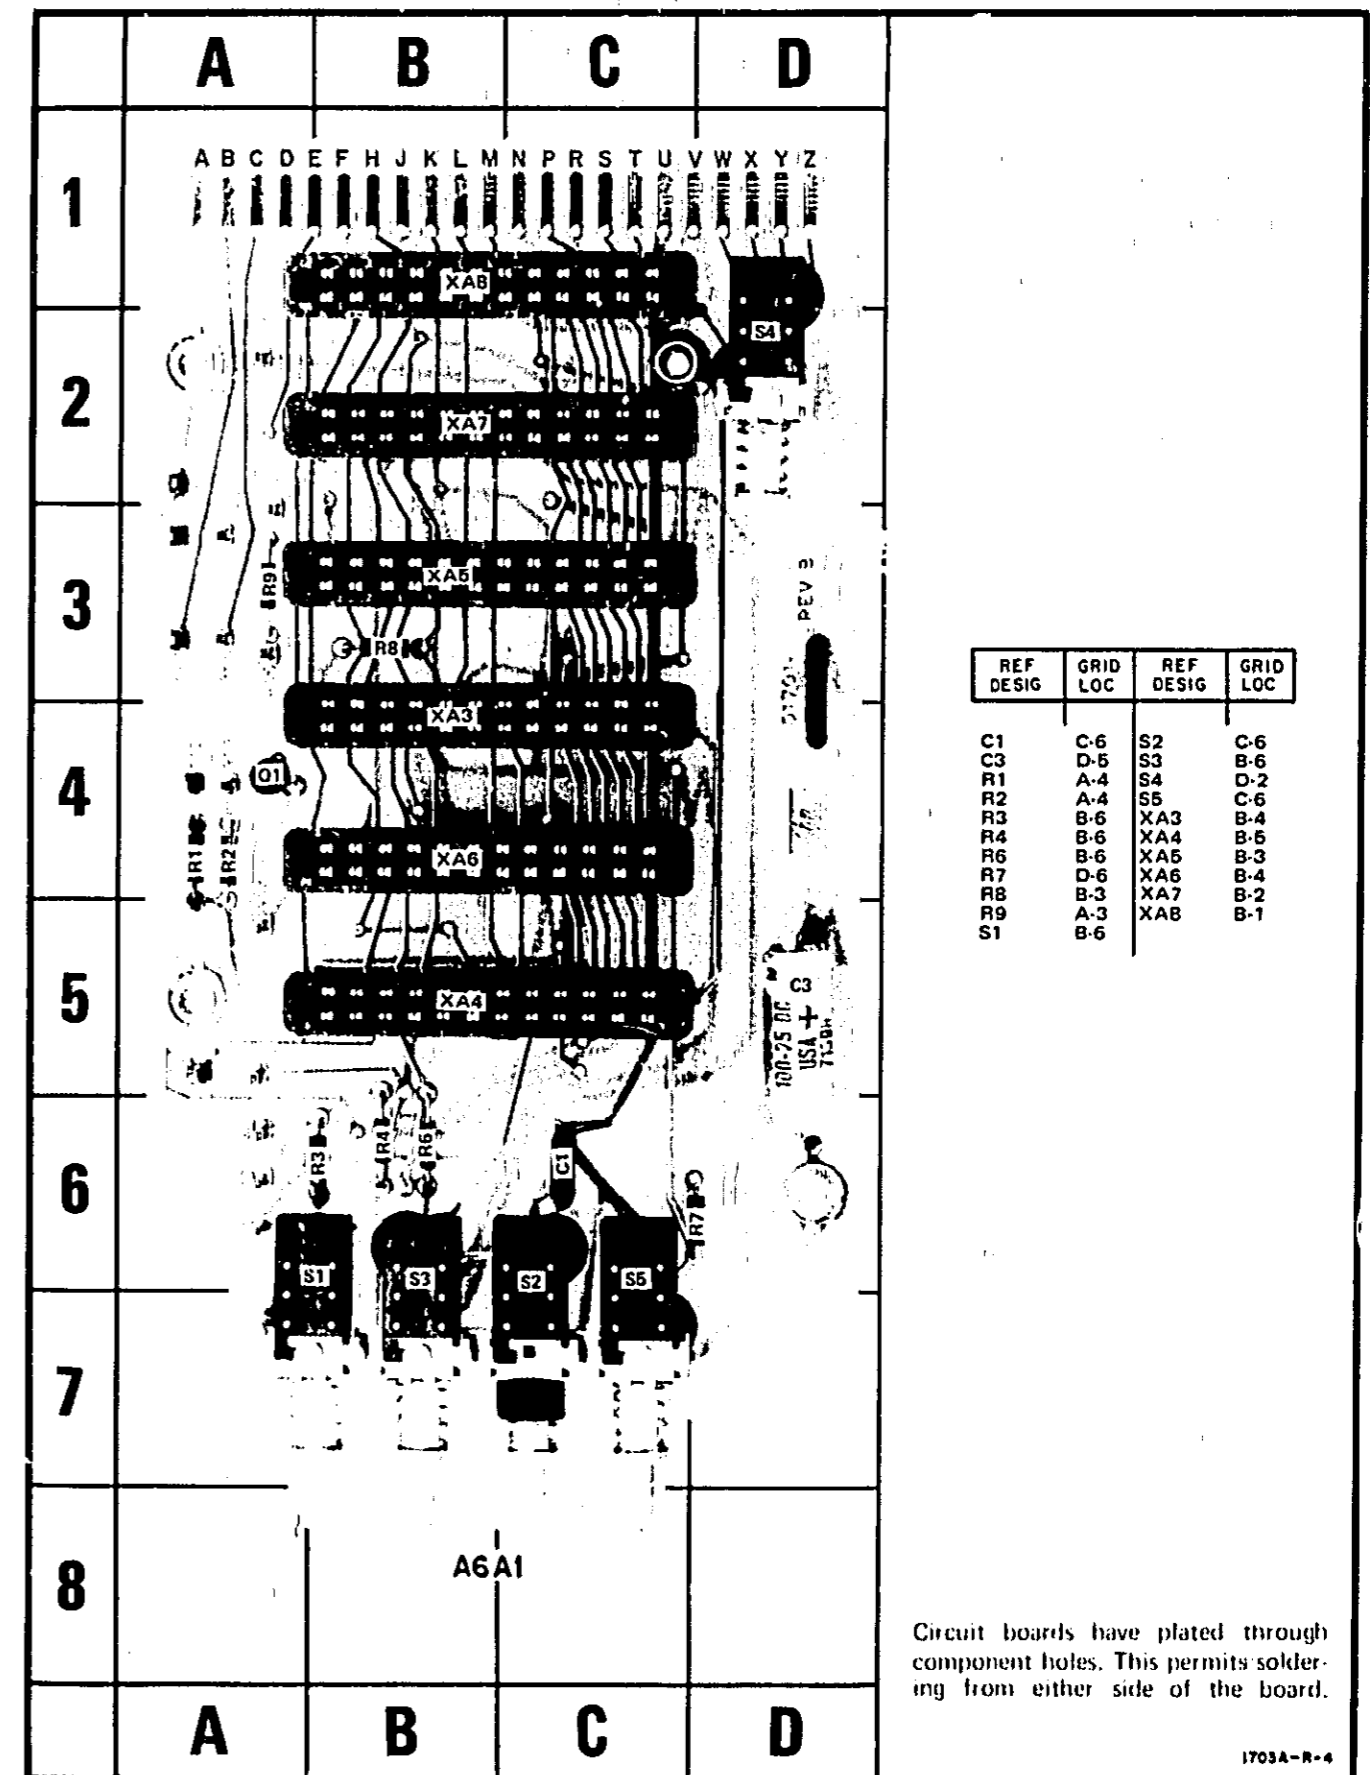 A B C D
1
A B C D E F H J K L M N P R S T U V W X Y Z
XA8
S4
2
XA7
3
XA5
R9
REV B
R8
XA3
4
Q1
R1
R2
XA6
5
XA4
C3
100-25 DC
USA +
6
R3
R4
R6
C1
R7
S1
S3
S2
S5
7
8
A6A1
A B C D
REF DESIG GRID LOC REF DESIG GRID LOC
C1 C-6 S2 C-6
C3 D-5 S3 B-6
R1 A-4 S4 D-2
R2 A-4 S5 C-6
R3 B-6 XA3 B-4
R4 B-6 XA4 B-5
R6 B-6 XA5 B-3
R7 D-6 XA6 B-4
R8 B-3 XA7 B-2
R9 A-3 XA8 B-1
S1 B-6
Circuit boards have plated through
component holes. This permits solder-
ing from either side of the board.
1703A-R-4